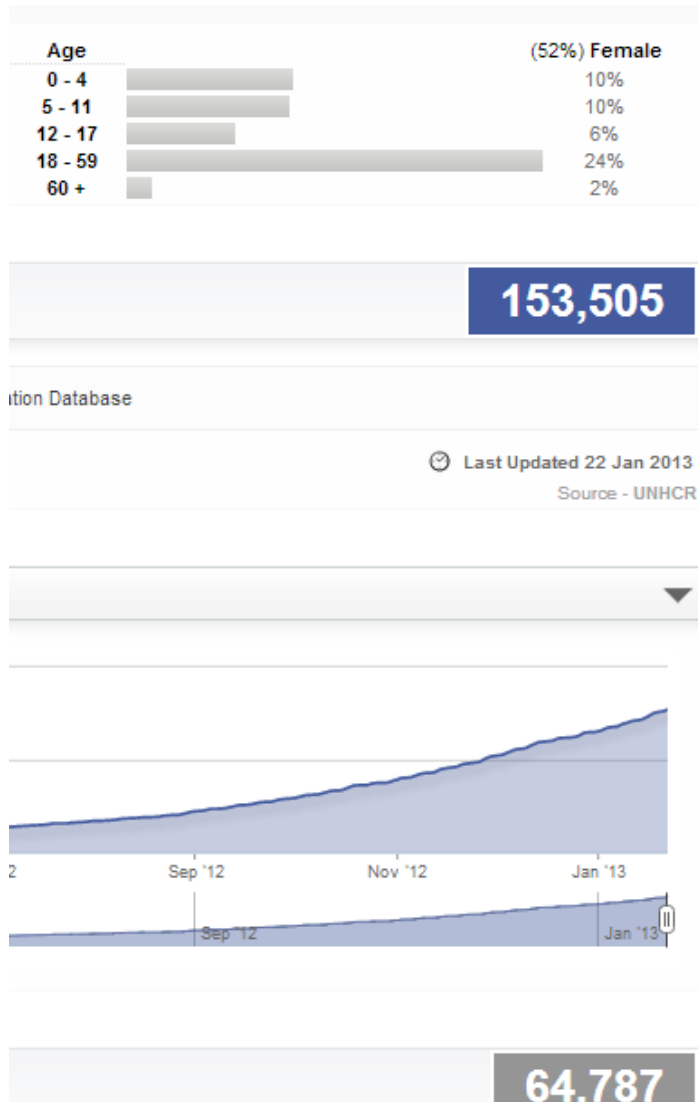 Age (52%) Female
0 - 4 10%
5 - 11 10%
12 - 17 6%
18 - 59 24%
60 + 2%
153,505
Database
Last Updated 22 Jan 2013
Source - UNHCR
Sep '12 Nov '12 Jan '13
Sep '12 Jan '13
64,787